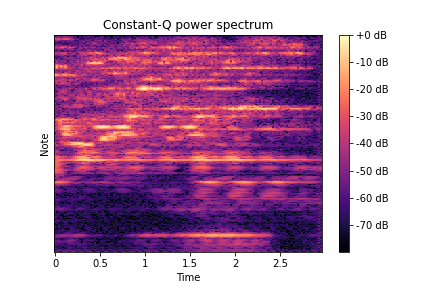 Constant-Q power spectrum
Note
+0 dB
-10 dB
-20 dB
-30 dB
-40 dB
-50 dB
-60 dB
-70 dB
0
0.5
1
1.5
2
2.5
Time